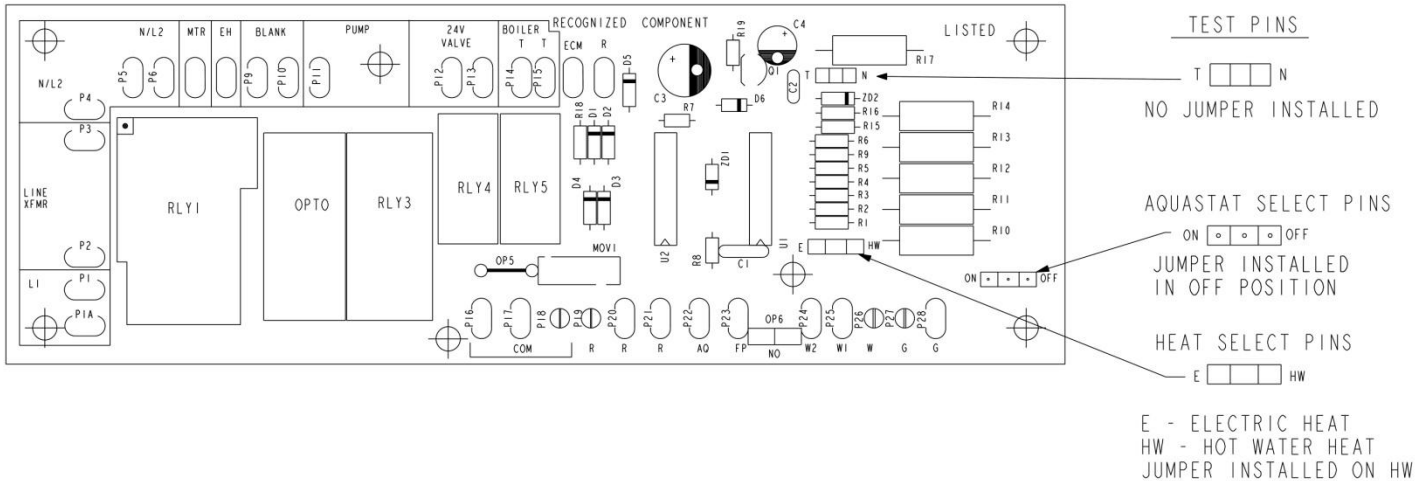 N/L2 MTR EH BLANK PUMP 24V VALVE BOILER T T ECM R
RECOGNIZED COMPONENT
LISTED
N/L2
P5 P6 P9 P10 P11 P12 P13 P14 P15
P4
P3
LINE XFMR
P2
L1
P1
P1A
RLY1
OPTO
RLY3
RLY4
RLY5
R18 D1 D2
D5
D4 D3
MOV1
OP5
C3
R7
R19
C4
Q1
D6
C2
R17
T N
ZD2
R16
R15
R6
R9
R5
R4
R3
R2
R1
ZD1
U2
R8
C1
U1
E HW
R14
R13
R12
R11
R10
ON OFF
P16 P17 P18 P19 P20 P21 P22 P23 OP6 P24 P25 P26 P27 P28
COM R R R AQ FP NO W2 W1 W G G
TEST PINS
T N
NO JUMPER INSTALLED
AQUASTAT SELECT PINS
ON OFF
JUMPER INSTALLED
IN OFF POSITION
HEAT SELECT PINS
E HW
E - ELECTRIC HEAT
HW - HOT WATER HEAT
JUMPER INSTALLED ON HW